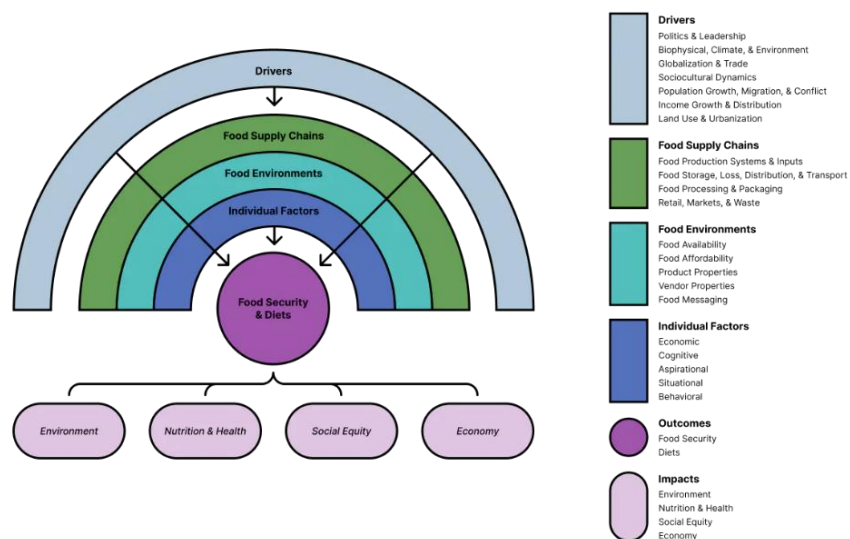 Drivers
Food Supply Chains
Food Environments
Individual Factors
Food Security
& Diets
Environment
Nutrition & Health
Social Equity
Economy
Drivers
Politics & Leadership
Biophysical, Climate, & Environment
Globalization & Trade
Sociocultural Dynamics
Population Growth, Migration, & Conflict
Income Growth & Distribution
Land Use & Urbanization
Food Supply Chains
Food Production Systems & Inputs
Food Storage, Loss, Distribution, & Transport
Food Processing & Packaging
Retail, Markets, & Waste
Food Environments
Food Availability
Food Affordability
Product Properties
Vendor Properties
Food Messaging
Individual Factors
Economic
Cognitive
Aspirational
Situational
Behavioral
Outcomes
Food Security
Diets
Impacts
Environment
Nutrition & Health
Social Equity
Economy